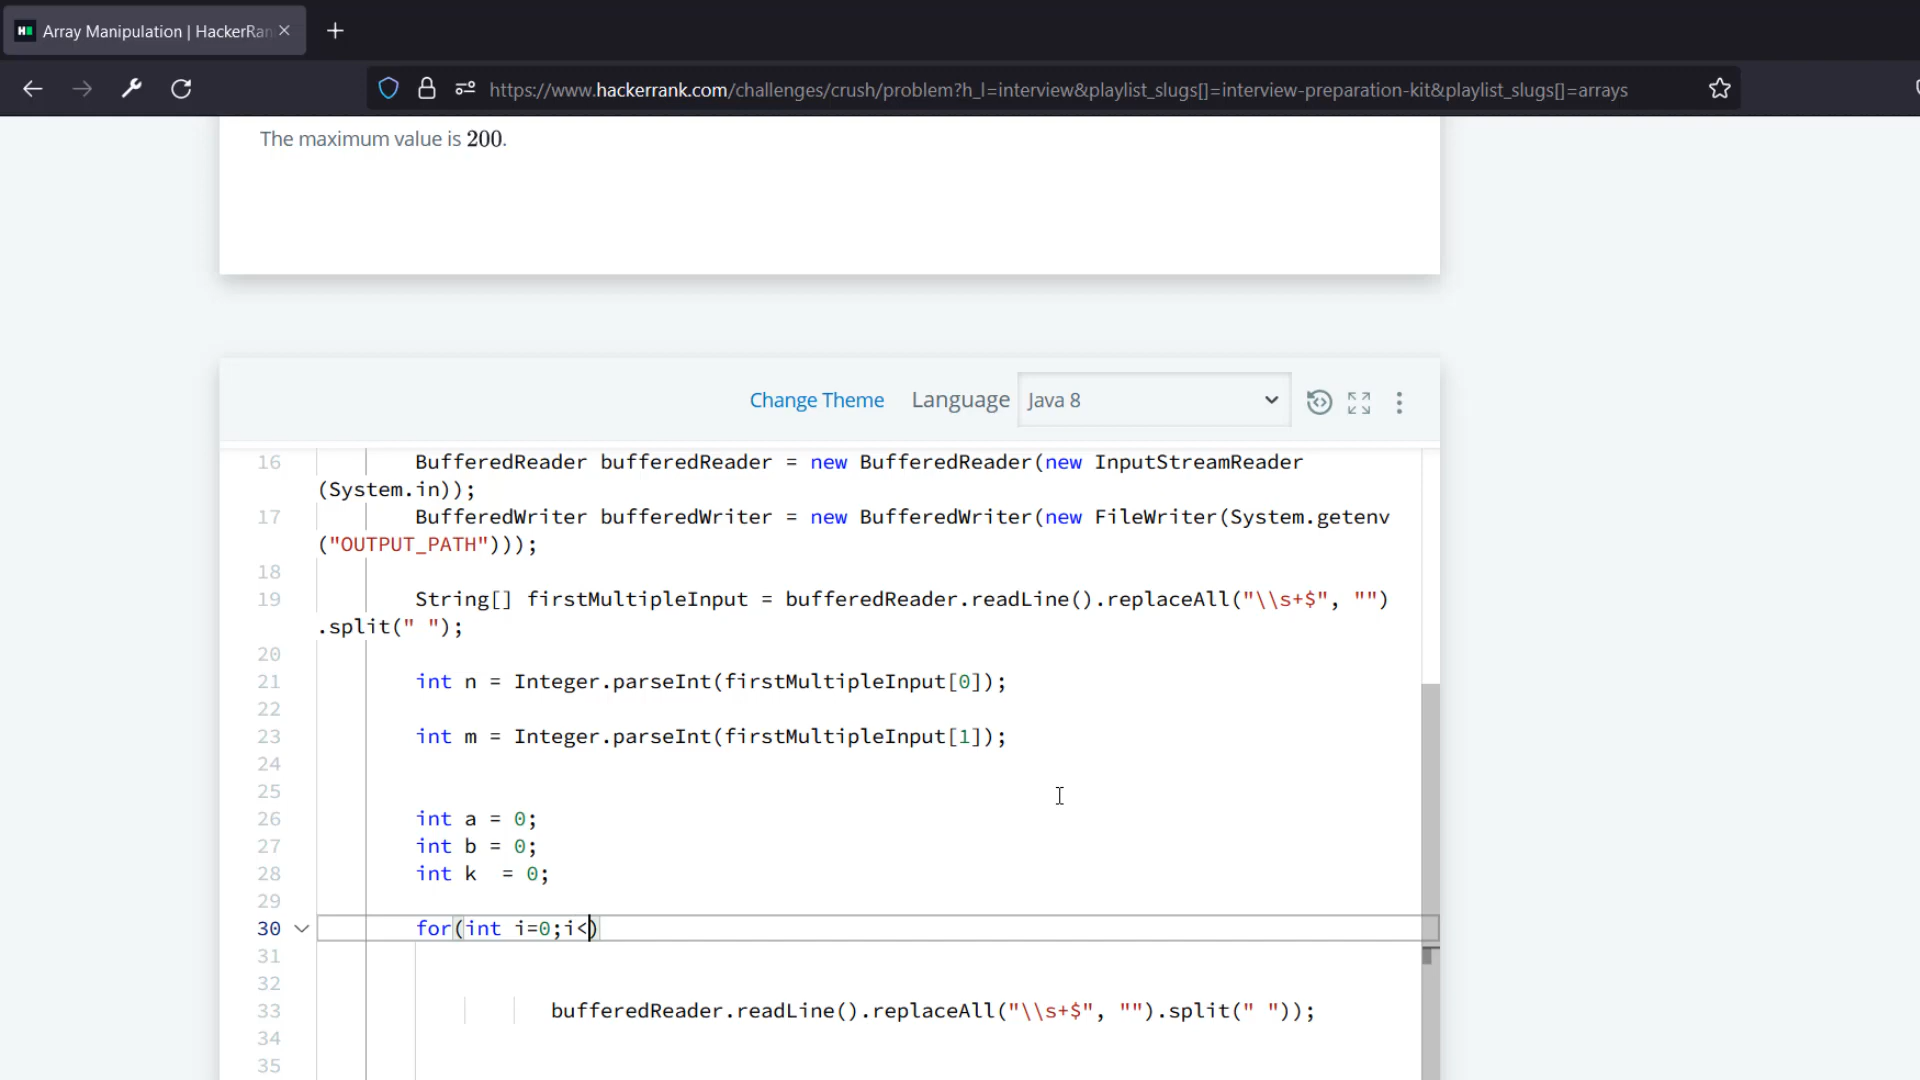 Array Manipulation | HackerRan
https://www.hackerrank.com/challenges/crush/problem?h_l=interview&playlist_slugs[]=interview-preparation-kit&playlist_slugs[]=arrays
The maximum value is 200.
Change Theme Language Java 8
16 BufferedReader bufferedReader = new BufferedReader(new InputStreamReader
(System.in));
17 BufferedWriter bufferedWriter = new BufferedWriter(new FileWriter(System.getenv
("OUTPUT_PATH")));
18
19 String[] firstMultipleInput = bufferedReader.readLine().replaceAll("\\s+$", "")
.split(" ");
20
21 int n = Integer.parseInt(firstMultipleInput[0]);
22
23 int m = Integer.parseInt(firstMultipleInput[1]);
24
25
26 int a = 0;
27 int b = 0;
28 int k  = 0;
29
30 for(int i=0;i<)
31
32
33 bufferedReader.readLine().replaceAll("\\s+$", "").split(" "));
34
35